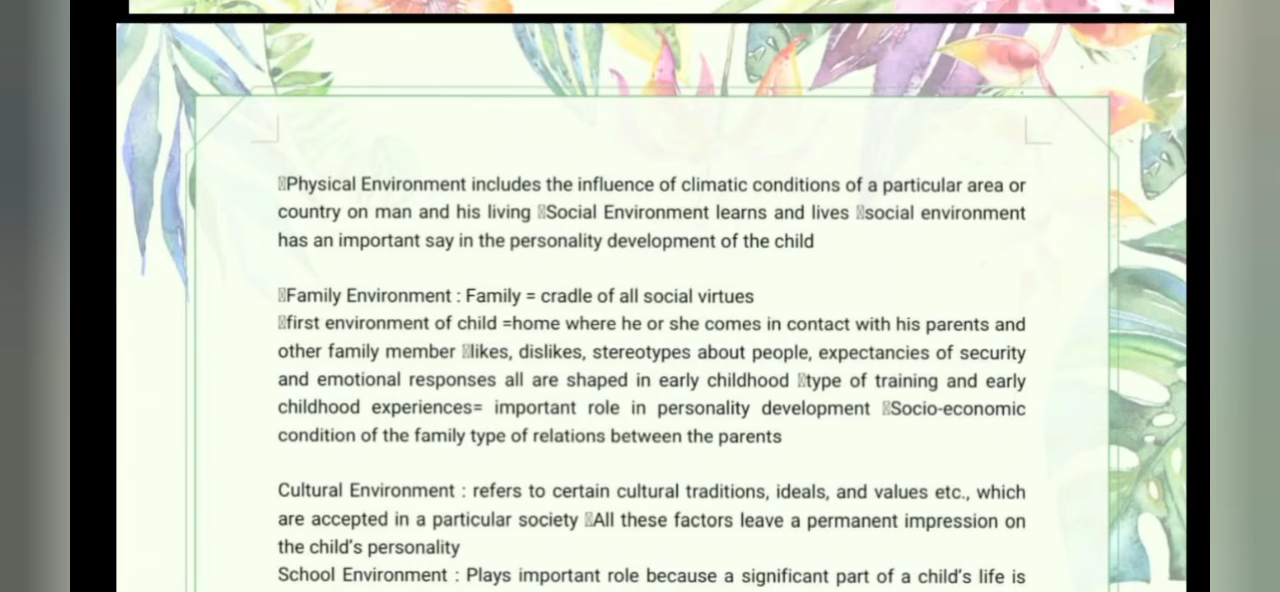 Physical Environment includes the influence of climatic conditions of a particular area or
country on man and his living Social Environment learns and lives social environment
has an important say in the personality development of the child
Family Environment : Family = cradle of all social virtues
first environment of child =home where he or she comes in contact with his parents and
other family member likes, dislikes, stereotypes about people, expectancies of security
and emotional responses all are shaped in early childhood type of training and early
childhood experiences= important role in personality development Socio-economic
condition of the family type of relations between the parents
Cultural Environment : refers to certain cultural traditions, ideals, and values etc., which
are accepted in a particular society All these factors leave a permanent impression on
the child's personality
School Environment : Plays important role because a significant part of a child's life is